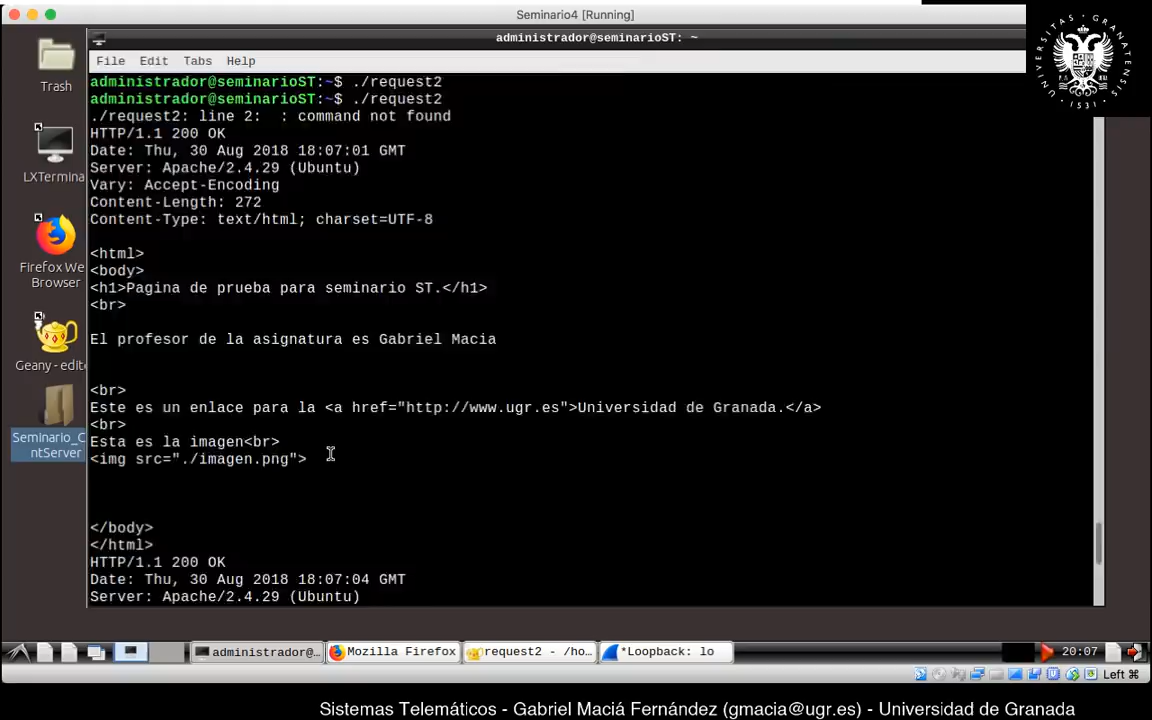 Seminario4 [Running]
administrador@seminarioST: ~
File Edit Tabs Help
administrador@seminarioST:~$ ./request2
administrador@seminarioST:~$ ./request2
./request2: line 2:  : command not found
HTTP/1.1 200 OK
Date: Thu, 30 Aug 2018 18:07:01 GMT
Server: Apache/2.4.29 (Ubuntu)
Vary: Accept-Encoding
Content-Length: 272
Content-Type: text/html; charset=UTF-8
<html>
<body>
<h1>Pagina de prueba para seminario ST.</h1>
<br>
El profesor de la asignatura es Gabriel Macia
<br>
Este es un enlace para la <a href="http://www.ugr.es">Universidad de Granada.</a>
<br>
Esta es la imagen<br>
<img src="./imagen.png">
</body>
</html>
HTTP/1.1 200 OK
Date: Thu, 30 Aug 2018 18:07:04 GMT
Server: Apache/2.4.29 (Ubuntu)
Trash
LXTermina
Firefox We
Browser
Geany - edit
Seminario_C
ntServer
UNIVERSITAS · GRANATENSIS · 1531 ·
administrador@...
Mozilla Firefox
request2 - /ho...
*Loopback: lo
20:07
Left ⌘
Sistemas Telemáticos - Gabriel Maciá Fernández (gmacia@ugr.es) - Universidad de Granada